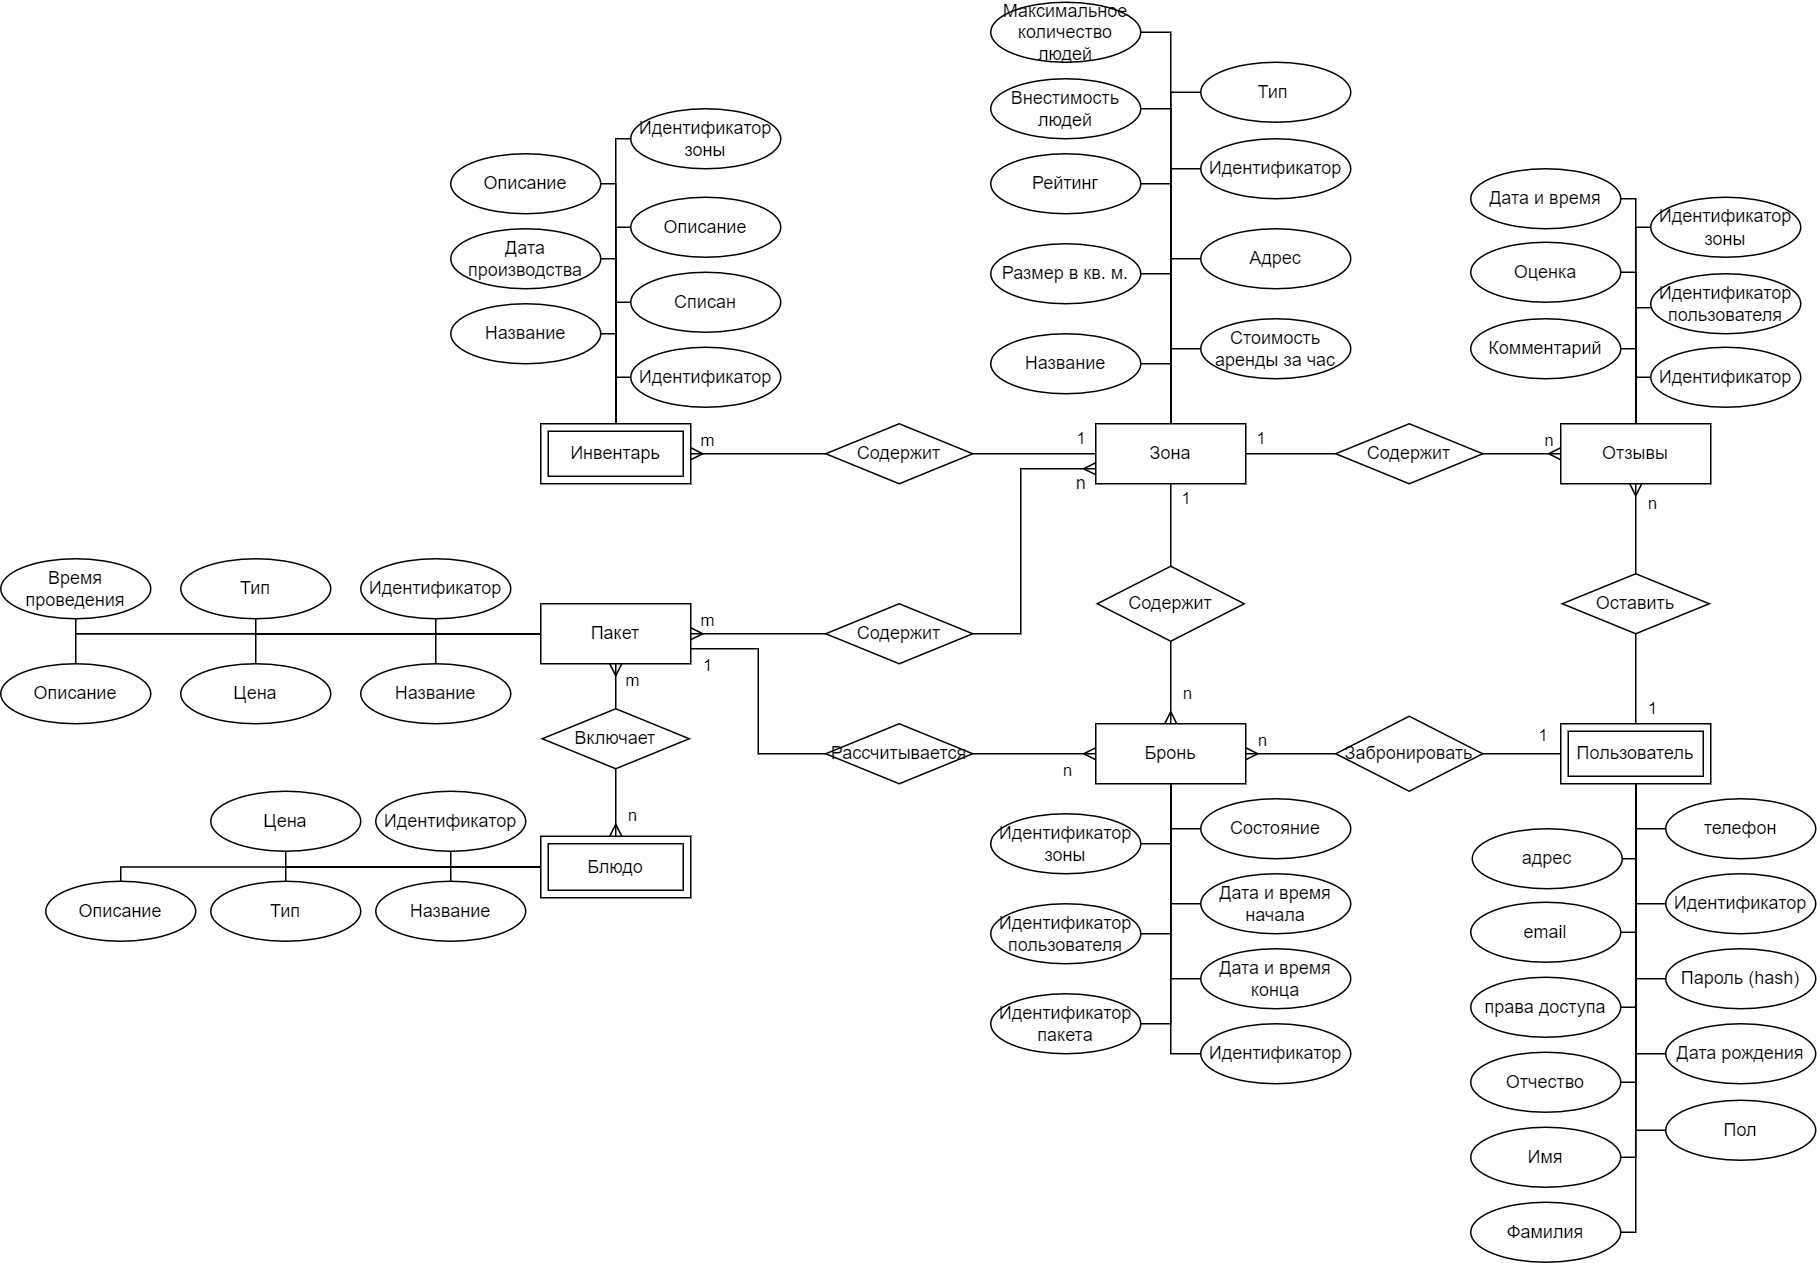 Максимальное
количество
людей
Тип
Внестимость
людей
Идентификатор
Рейтинг
Адрес
Размер в кв. м.
Стоимость
аренды за час
Название
Идентификатор
зоны
Описание
Описание
Дата
производства
Списан
Название
Идентификатор
Дата и время
Идентификатор
зоны
Оценка
Идентификатор
пользователя
Комментарий
Идентификатор
Инвентарь
m
Содержит
1
Зона
1
Содержит
n
Отзывы
n
1
n
Время
проведения
Тип
Идентификатор
Пакет
m
Содержит
Содержит
Оставить
1
Описание
Цена
Название
m
n
1
Включает
Рассчитывается
n
Бронь
n
Забронировать
1
Пользователь
n
Цена
Идентификатор
Блюдо
Описание
Тип
Название
Идентификатор
зоны
Состояние
Дата и время
начала
Идентификатор
пользователя
Дата и время
конца
Идентификатор
пакета
Идентификатор
телефон
адрес
Идентификатор
email
Пароль (hash)
права доступа
Дата рождения
Отчество
Пол
Имя
Фамилия